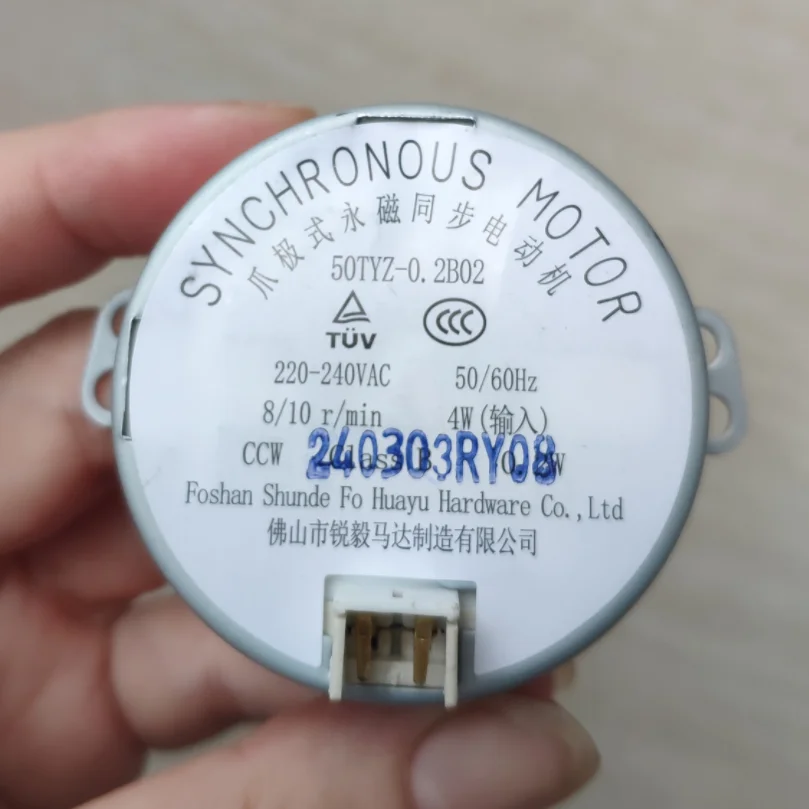 SYNCHRONOUS MOTOR
爪极式永磁同步电动机
50TYZ-0.2B02
TÜV CCC
220-240VAC 50/60Hz
8/10 r/min 4W(输入)
CCW Class B
240303RY08
Foshan Shunde Fo Huayu Hardware Co.,Ltd
佛山市锐毅马达制造有限公司